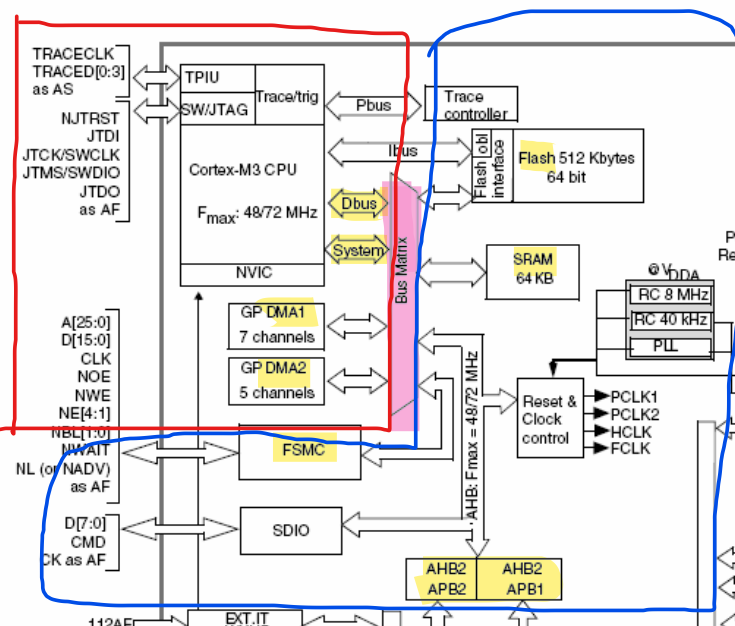 TRACECLK
TRACED[0:3]
as AS
NJTRST
JTDI
JTCK/SWCLK
JTMS/SWDIO
JTDO
as AF
TPIU
SW/JTAG
Trace/trig
Cortex-M3 CPU
Fmax: 48/72 MHz
NVIC
Pbus
Ibus
Dbus
System
Trace
controller
Flash obl
interface
Flash 512 Kbytes
64 bit
Bus Matrix
SRAM
64 KB
GP DMA1
7 channels
GP DMA2
5 channels
@VDDA
RC 8 MHz
RC 40 kHz
PLL
P
Re
Reset &
Clock
control
PCLK1
PCLK2
HCLK
FCLK
AHB: Fmax = 48/72 MHz
A[25:0]
D[15:0]
CLK
NOE
NWE
NE[4:1]
NBL[1:0]
NWAIT
NL (or NADV)
as AF
FSMC
D[7:0]
CMD
CK as AF
SDIO
AHB2
APB2
AHB2
APB1
112AF
EXT.IT